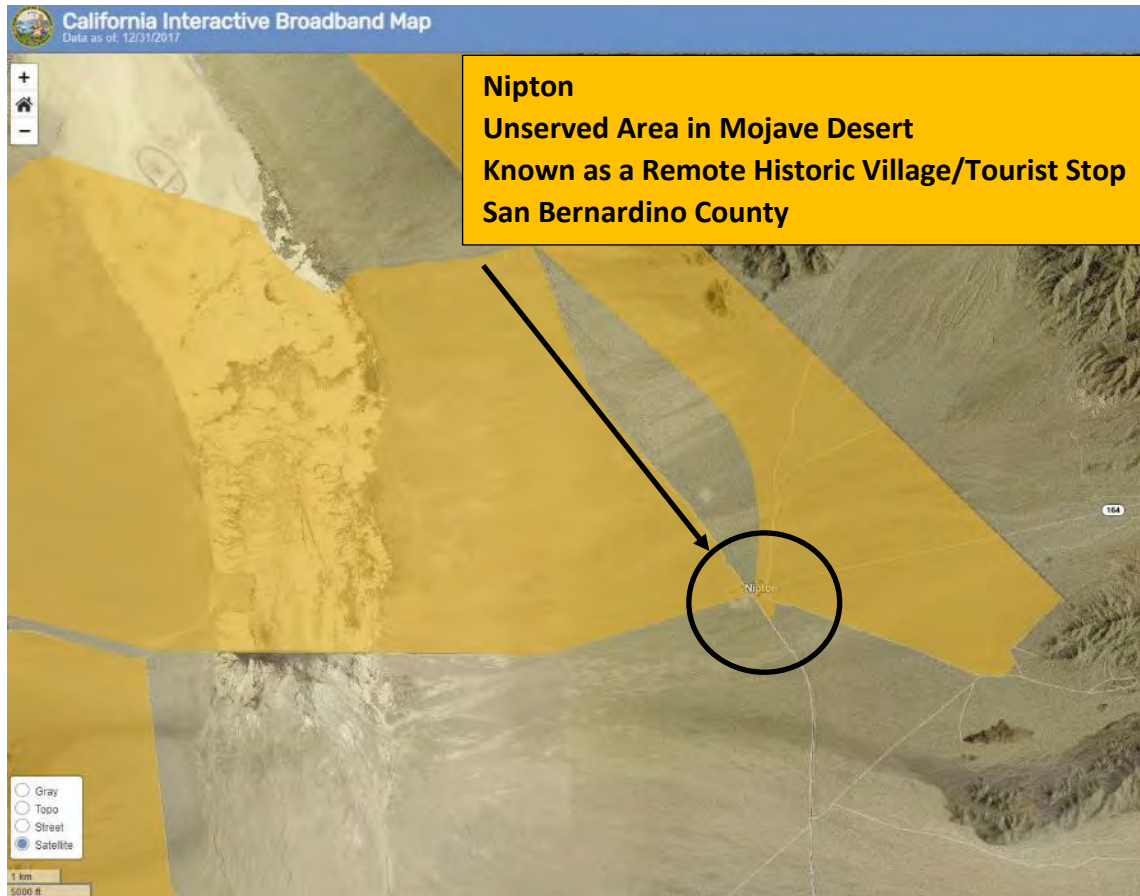 California Interactive Broadband Map
Data as of: 12/31/2017
+
−
Nipton
Unserved Area in Mojave Desert
Known as a Remote Historic Village/Tourist Stop
San Bernardino County
164
Nipton
Gray
Topo
Street
Satellite
1 km
5000 ft